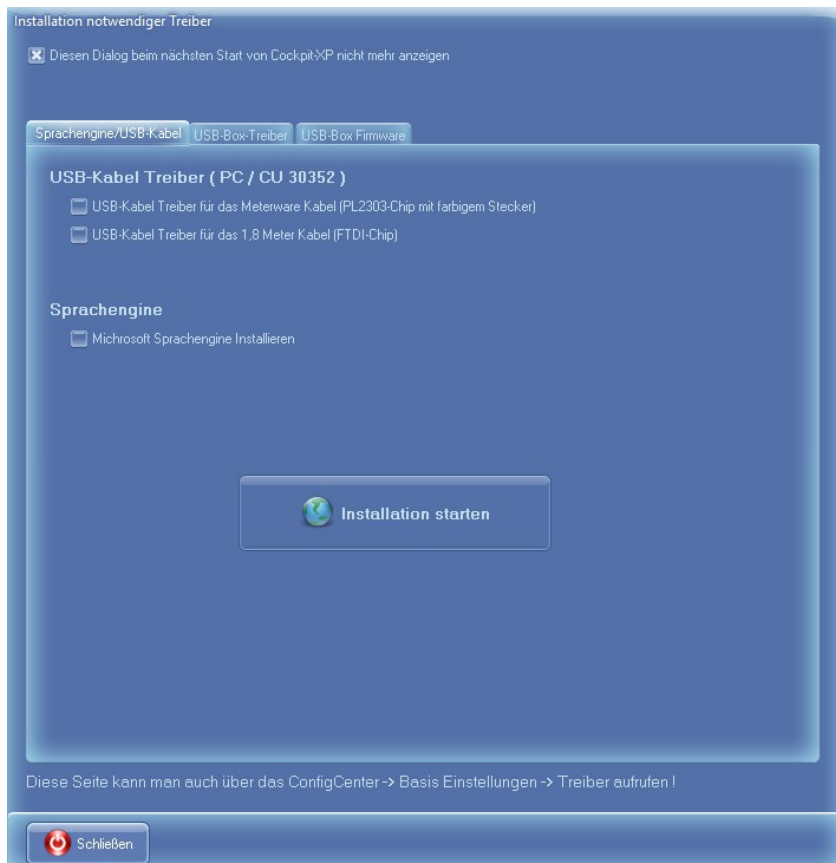 Installation notwendiger Treiber
Diesen Dialog beim nächsten Start von Cockpit-XP nicht mehr anzeigen
Sprachengine/USB-Kabel USB-Box-Treiber USB-Box Firmware
USB-Kabel Treiber ( PC / CU 30352 )
USB-Kabel Treiber für das Meterware Kabel (PL2303-Chip mit farbigem Stecker)
USB-Kabel Treiber für das 1,8 Meter Kabel (FTDI-Chip)
Sprachengine
Michrosoft Sprachengine Installieren
Installation starten
Diese Seite kann man auch über das ConfigCenter -> Basis Einstellungen -> Treiber aufrufen !
Schließen